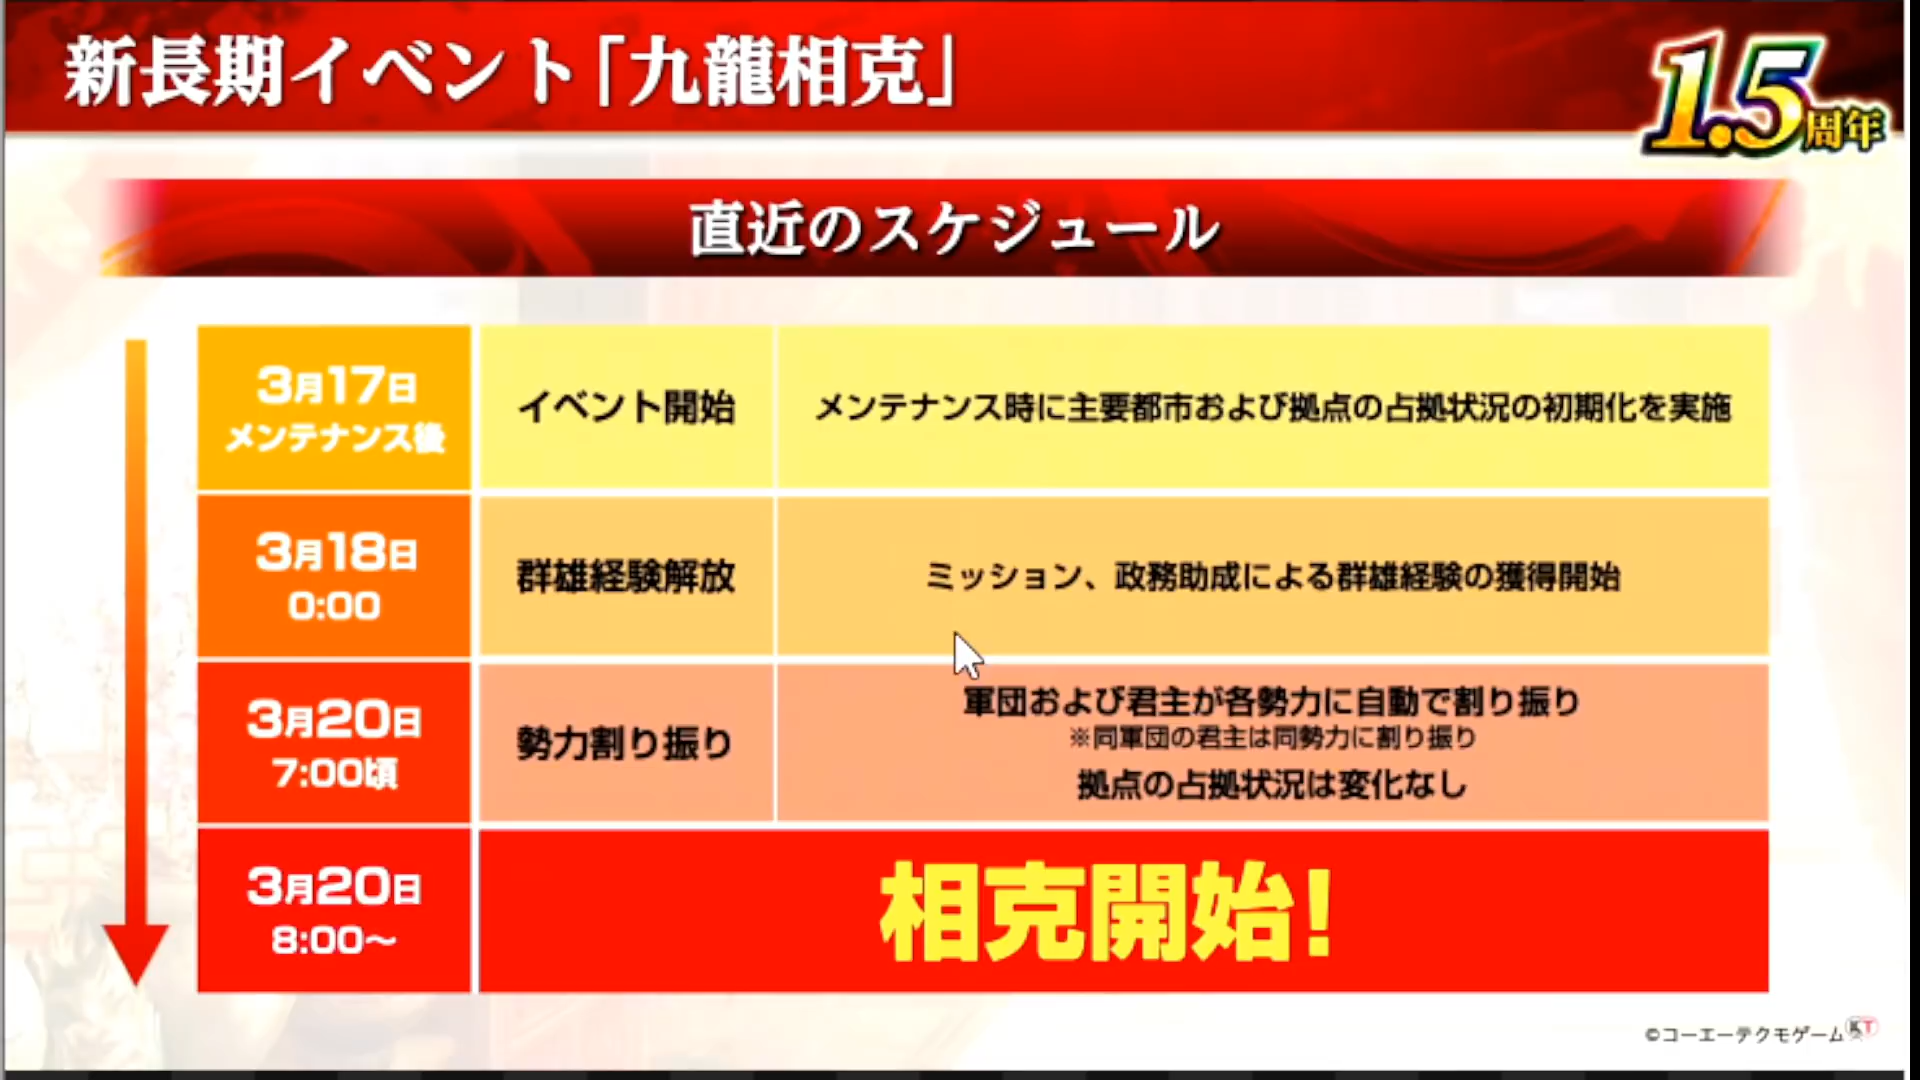 新長期イベント「九龍相克」
1.5周年
直近のスケジュール
3月17日
メンテナンス後
イベント開始
メンテナンス時に主要都市および拠点の占拠状況の初期化を実施
3月18日
0:00
群雄経験解放
ミッション、政務助成による群雄経験の獲得開始
3月20日
7:00頃
勢力割り振り
軍団および君主が各勢力に自動で割り振り
※同軍団の君主は同勢力に割り振り
拠点の占拠状況は変化なし
3月20日
8:00～
相克開始!
©コーエーテクモゲームス
KT